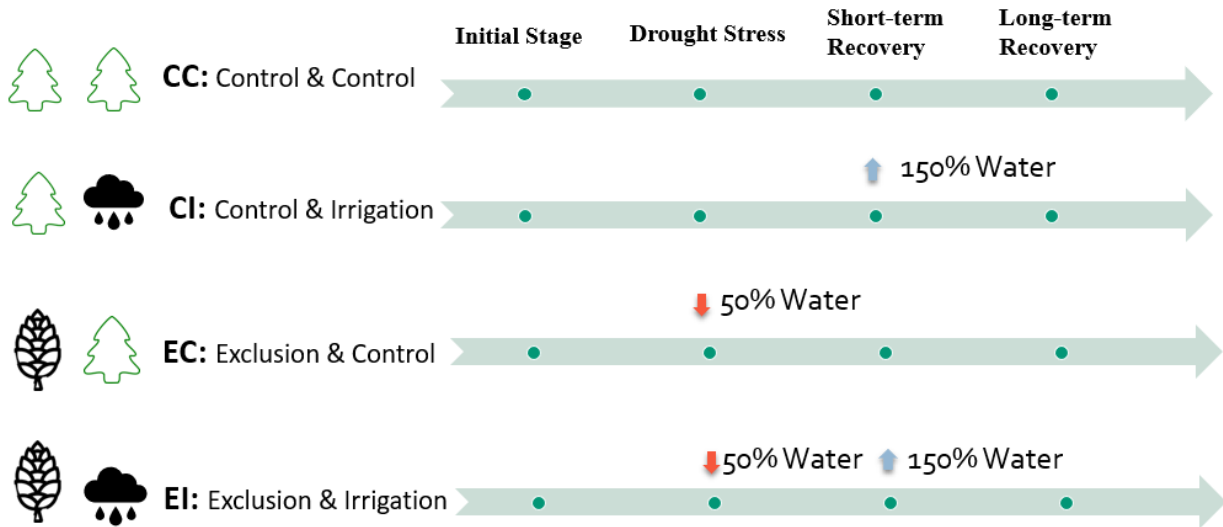 Initial Stage
Drought Stress
Short-term
Recovery
Long-term
Recovery
CC: Control & Control
150% Water
CI: Control & Irrigation
50% Water
EC: Exclusion & Control
50% Water
150% Water
EI: Exclusion & Irrigation